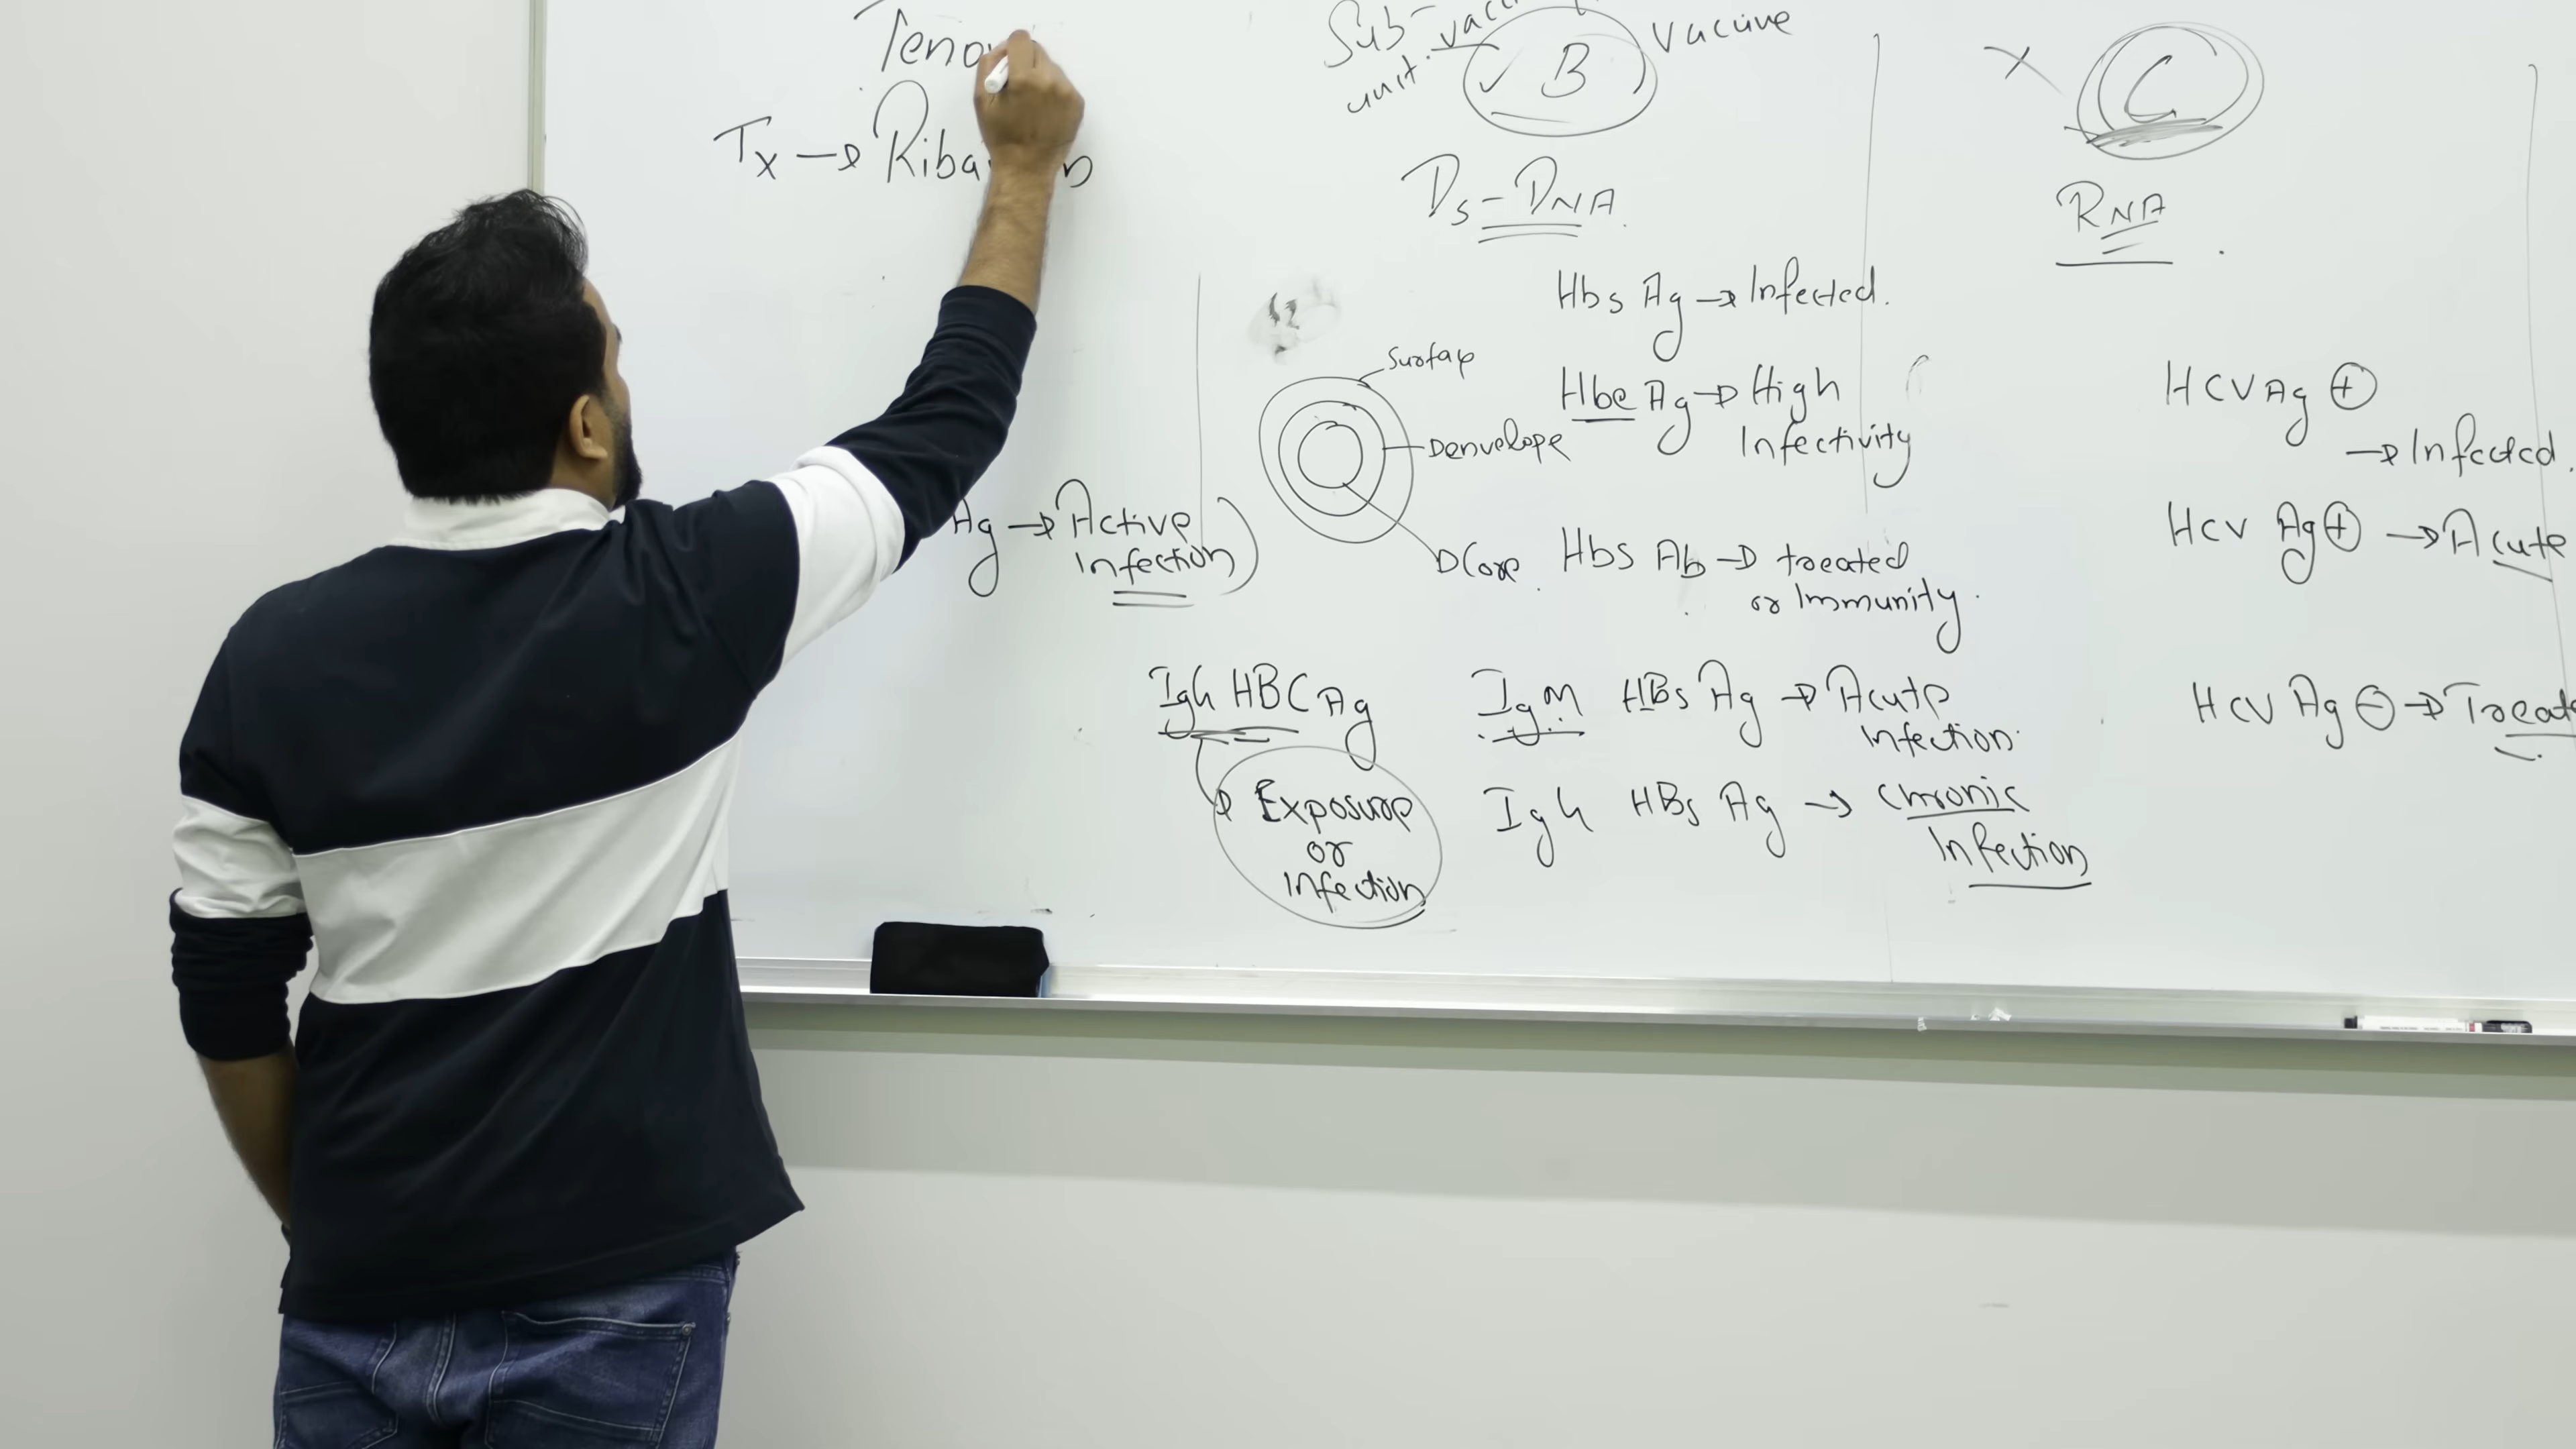 Tx → Riba
Ag → Active
Infection
Sub-
unit.
B
vaccine
Ds-DNA.
Hbs Ag → Infected.
Surface
Hbe Ag → High
Infectivity
envelope
Core
Hbs Ab → treated
or Immunity.
IgG HBC Ag
Exposure
or
Infection
IgM HBs Ag → Acute
Infection.
IgG HBs Ag → chronic
Infection
X C
RNA
HCV Ag ⊕
→ Infected.
HCV Ag ⊕ → Acute
HCV Ag ⊖ →